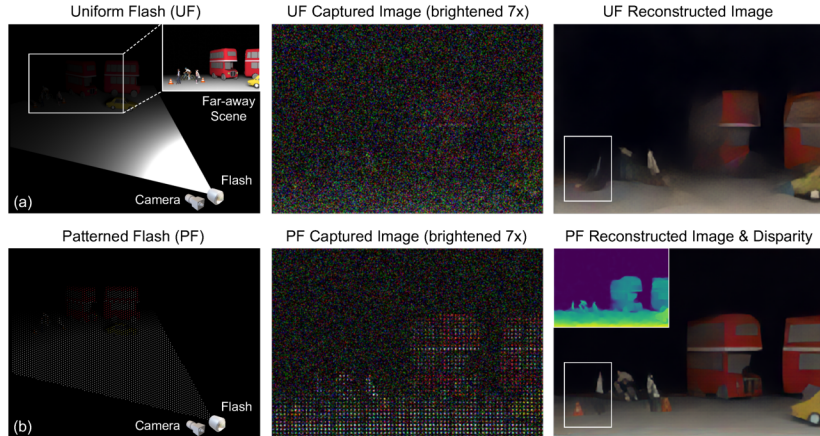 Uniform Flash (UF)
UF Captured Image (brightened 7x)
UF Reconstructed Image
Far-away
Scene
Flash
Camera
(a)
Patterned Flash (PF)
PF Captured Image (brightened 7x)
PF Reconstructed Image & Disparity
Flash
Camera
(b)